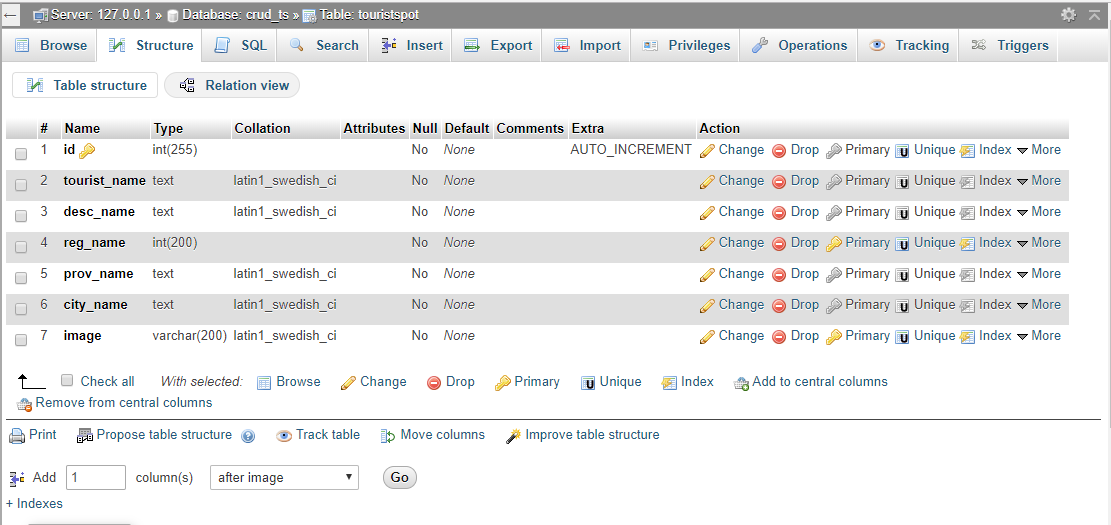 Server: 127.0.0.1 » Database: crud_ts » Table: touristspot
Browse Structure SQL Search Insert Export Import Privileges Operations Tracking Triggers
Table structure Relation view
# Name Type Collation Attributes Null Default Comments Extra Action
1 id int(255) No None AUTO_INCREMENT Change Drop Primary Unique Index More
2 tourist_name text latin1_swedish_ci No None Change Drop Primary Unique Index More
3 desc_name text latin1_swedish_ci No None Change Drop Primary Unique Index More
4 reg_name int(200) No None Change Drop Primary Unique Index More
5 prov_name text latin1_swedish_ci No None Change Drop Primary Unique Index More
6 city_name text latin1_swedish_ci No None Change Drop Primary Unique Index More
7 image varchar(200) latin1_swedish_ci No None Change Drop Primary Unique Index More
Check all With selected: Browse Change Drop Primary Unique Index Add to central columns
Remove from central columns
Print Propose table structure Track table Move columns Improve table structure
Add 1 column(s) after image Go
+ Indexes